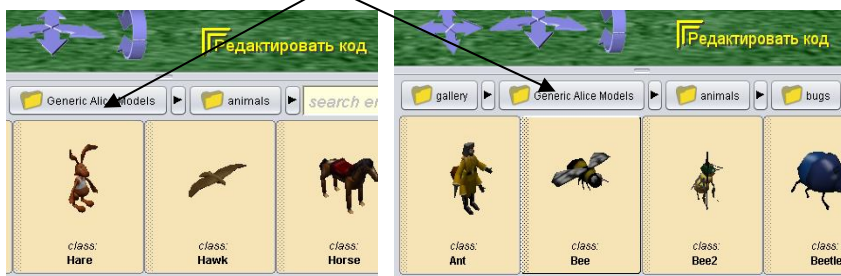 Редактировать код
Generic Alice Models animals search en
class: Hare
class: Hawk
class: Horse
Редактировать код
gallery Generic Alice Models animals bugs
class: Ant
class: Bee
class: Bee2
class: Beetle